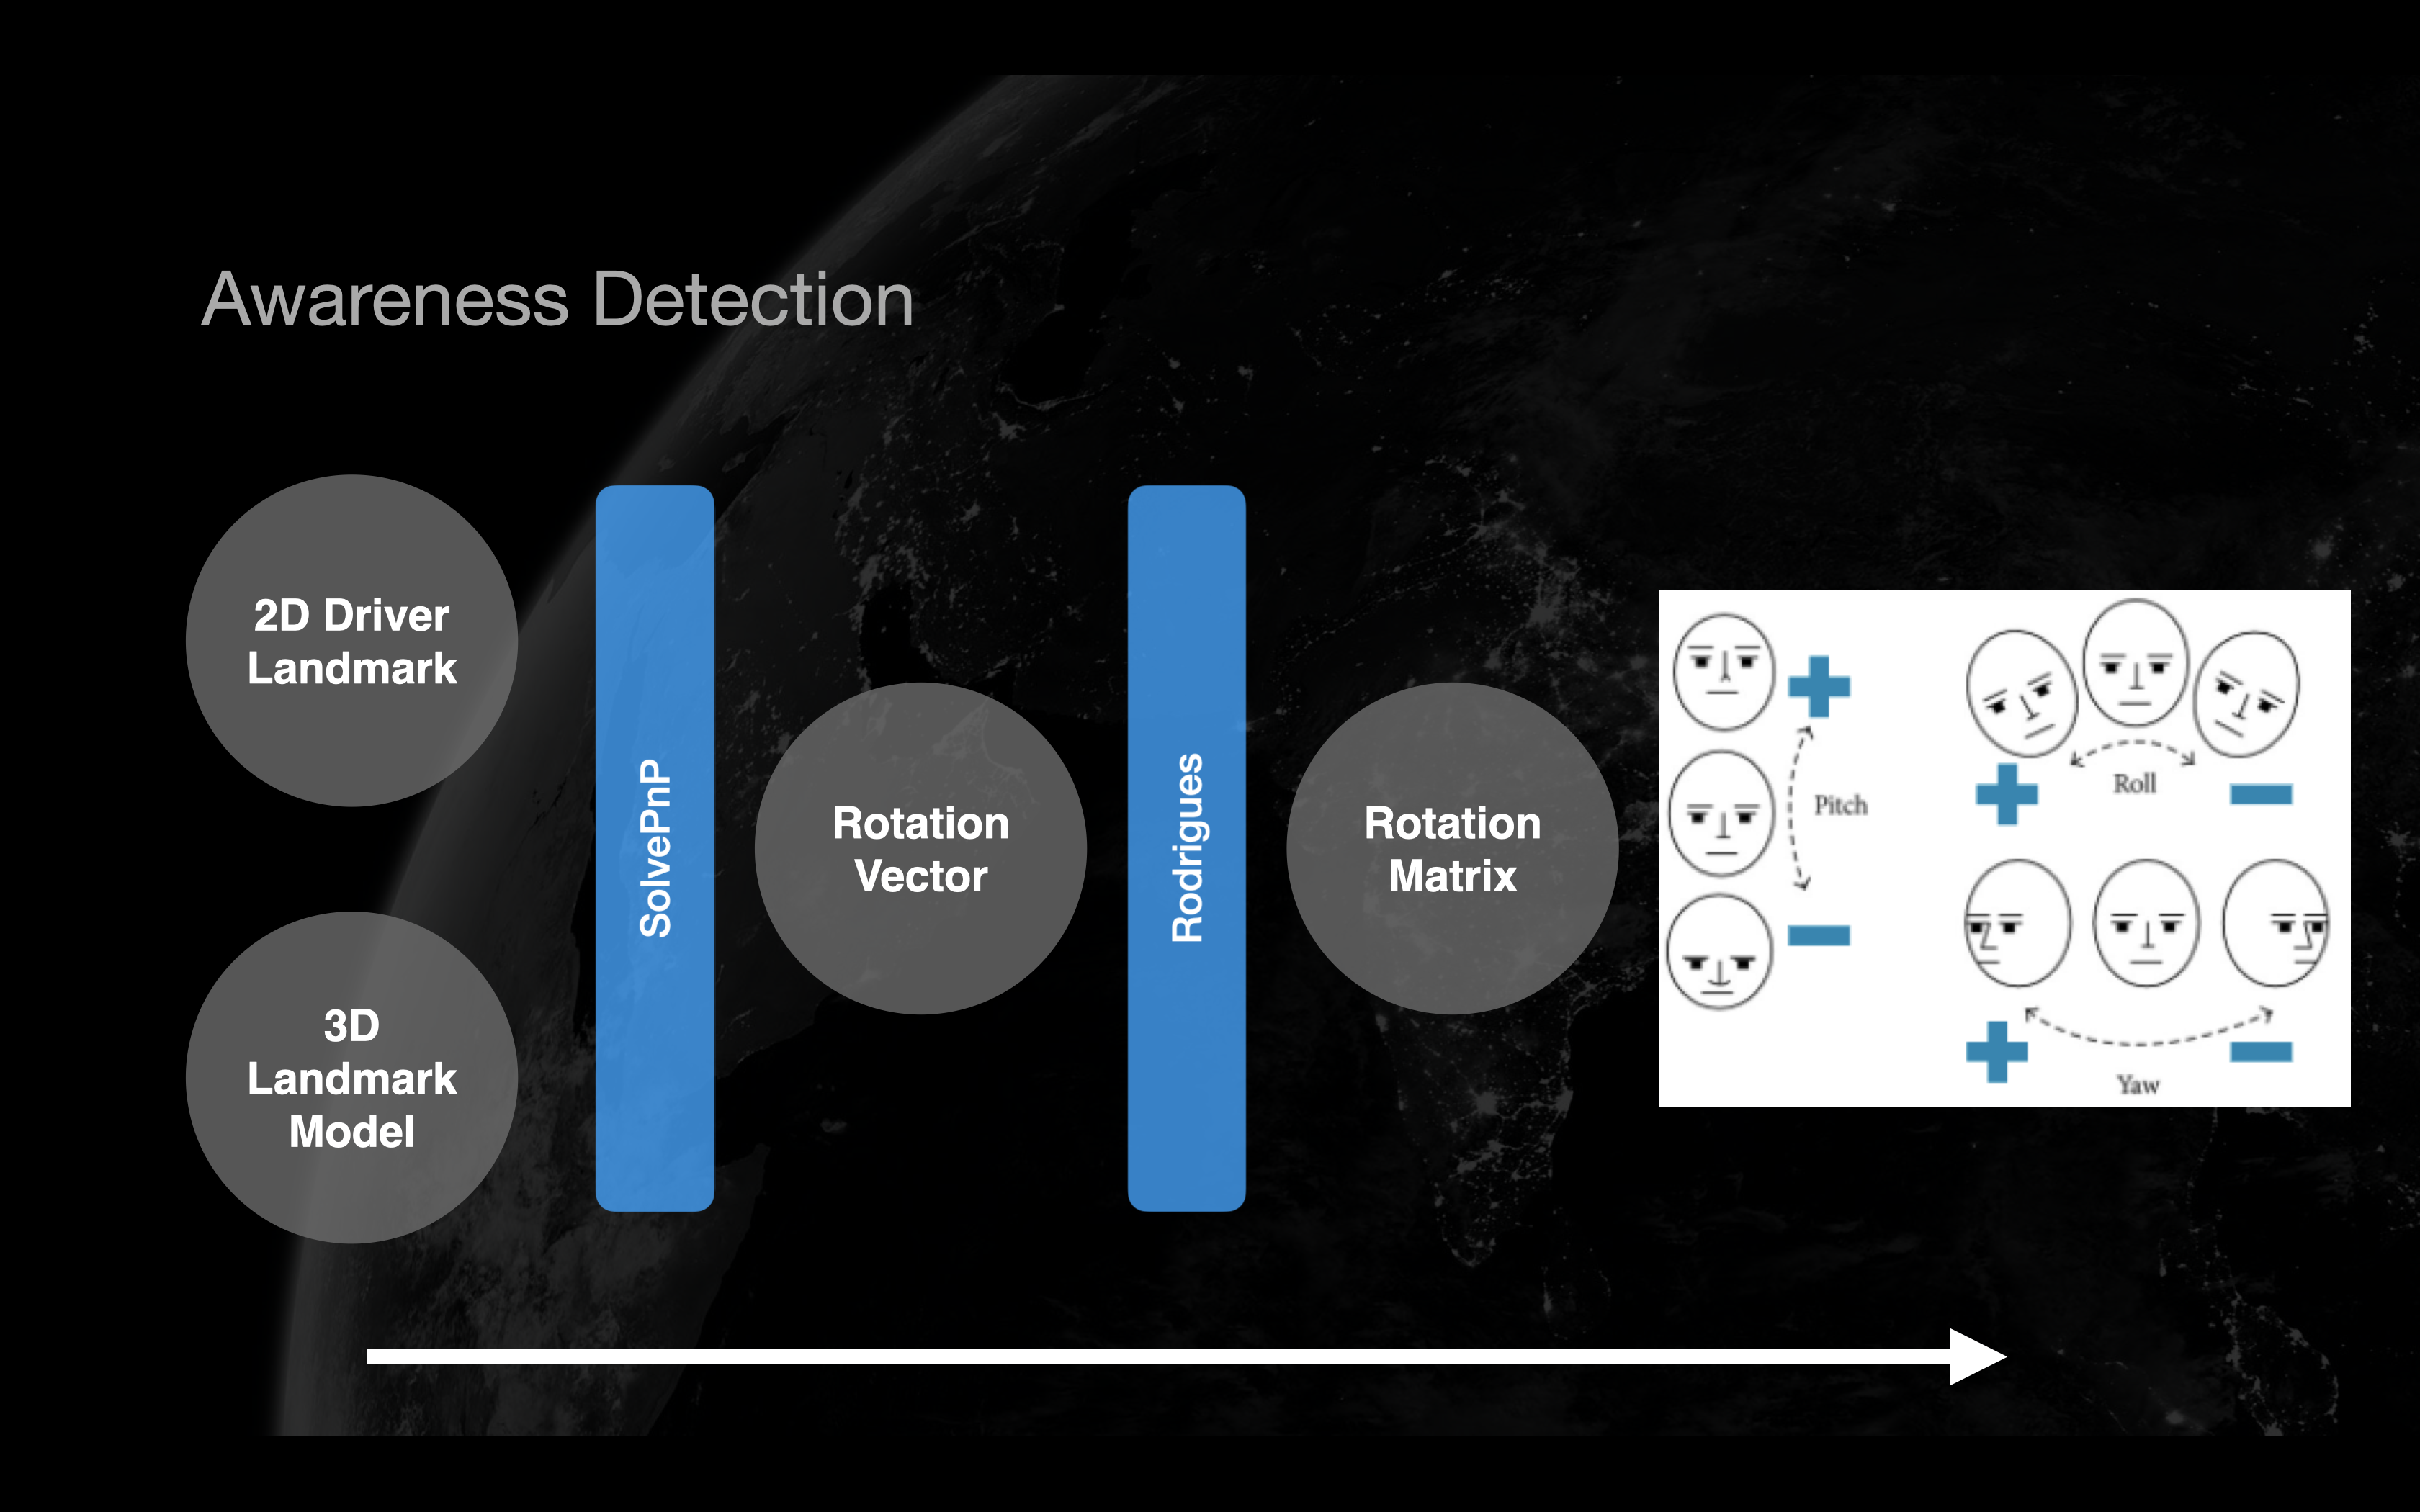 Awareness Detection
2D Driver
Landmark
3D
Landmark
Model
SolvePnP
Rotation
Vector
Rodrigues
Rotation
Matrix
Pitch
Roll
Yaw